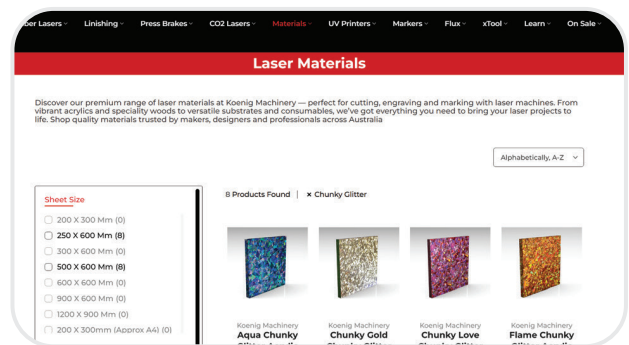 Lasers Linishing Press Brakes CO2 Lasers Materials UV Printers Markers Flux xTool Learn On Sale
Laser Materials
Discover our premium range of laser materials at Koenig Machinery — perfect for cutting, engraving and marking with laser machines. From
vibrant acrylics and speciality woods to versatile substrates and consumables, we've got everything you need to bring your laser projects to
life. Shop quality materials trusted by makers, designers and professionals across Australia
Alphabetically, A-Z
Sheet Size
8 Products Found | × Chunky Glitter
200 X 300 Mm (0)
250 X 600 Mm (8)
300 X 600 Mm (0)
500 X 600 Mm (8)
600 X 600 Mm (0)
900 X 600 Mm (0)
1200 X 900 Mm (0)
200 X 300mm (Approx A4) (0)
Koenig Machinery Koenig Machinery Koenig Machinery Koenig Machinery
Aqua Chunky Chunky Gold Chunky Love Flame Chunky